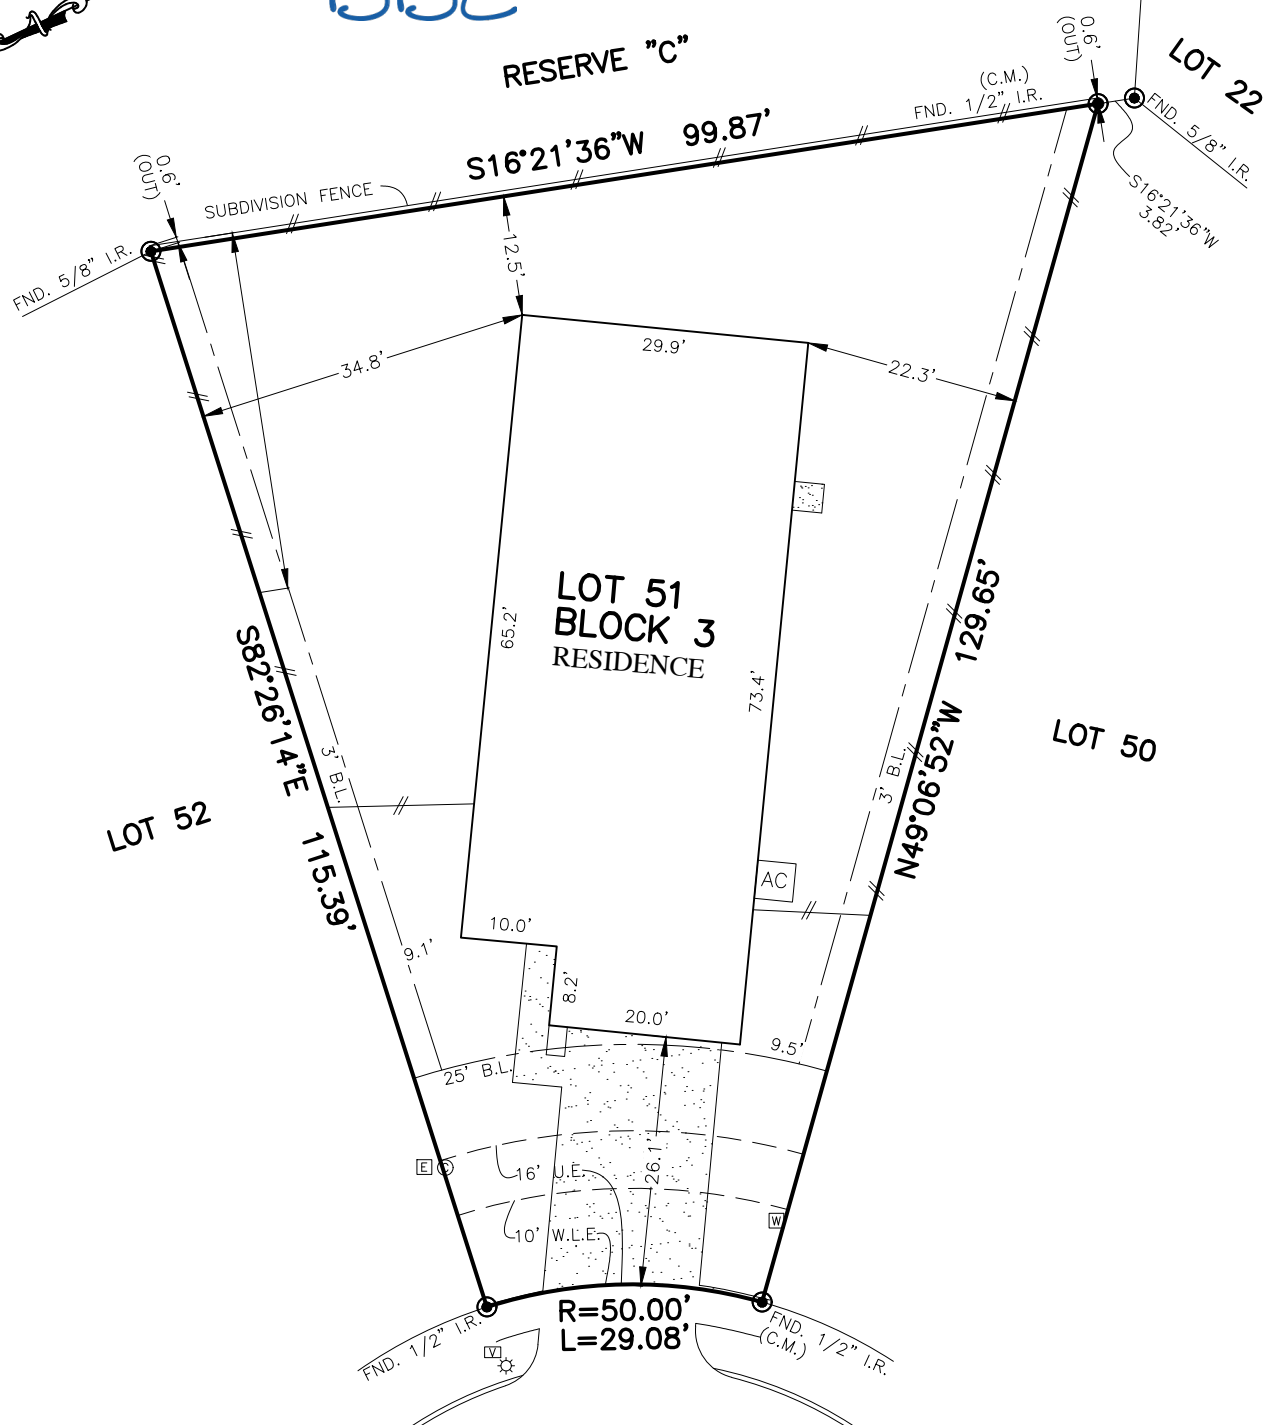 RESERVE "C"
0.6'
(OUT)
LOT 22
(C.M.)
FND. 1/2" I.R.
FND. 5/8" I.R.
S16°21'36"W 99.87'
0.6'
(OUT)
SUBDIVISION FENCE
S16°21'36"W
3.82'
FND. 5/8" I.R.
12.5'
34.8'
29.9'
22.3'
LOT 51
BLOCK 3
RESIDENCE
65.2'
73.4'
S82°26'14"E 115.39'
N49°06'52"W 129.65'
3' B.L.
3' B.L.
LOT 50
LOT 52
AC
10.0'
9.1'
8.2'
20.0'
9.5'
25' B.L.
E
C
16' U.E.
26.1'
W
10' W.L.E.
R=50.00'
L=29.08'
FND. 1/2" I.R.
FND. 1/2" I.R.
(C.M.)
V